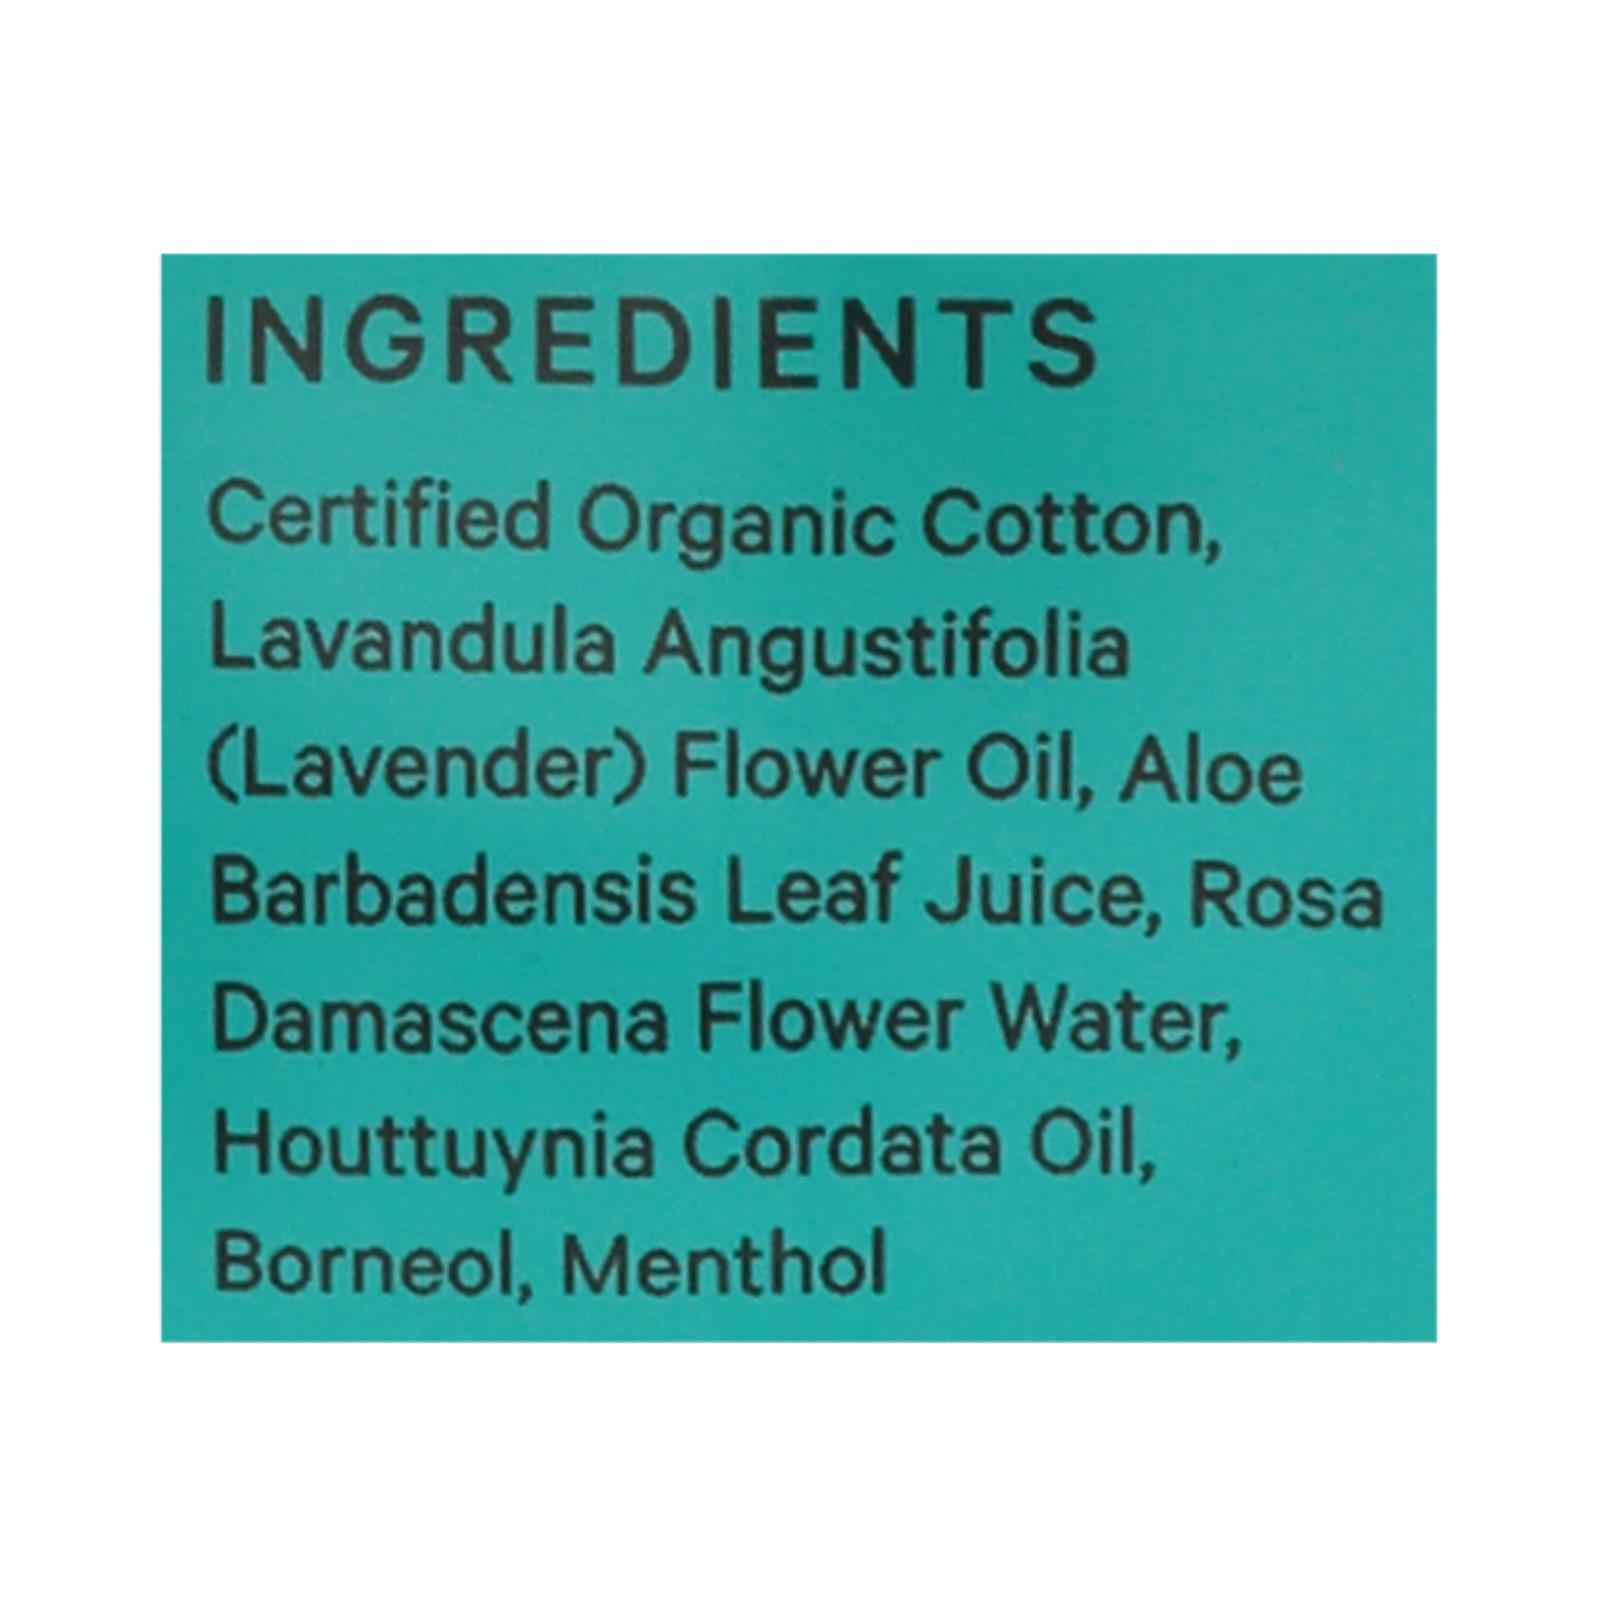 INGREDIENTS
Certified Organic Cotton,
Lavandula Angustifolia
(Lavender) Flower Oil, Aloe
Barbadensis Leaf Juice, Rosa
Damascena Flower Water,
Houttuynia Cordata Oil,
Borneol, Menthol